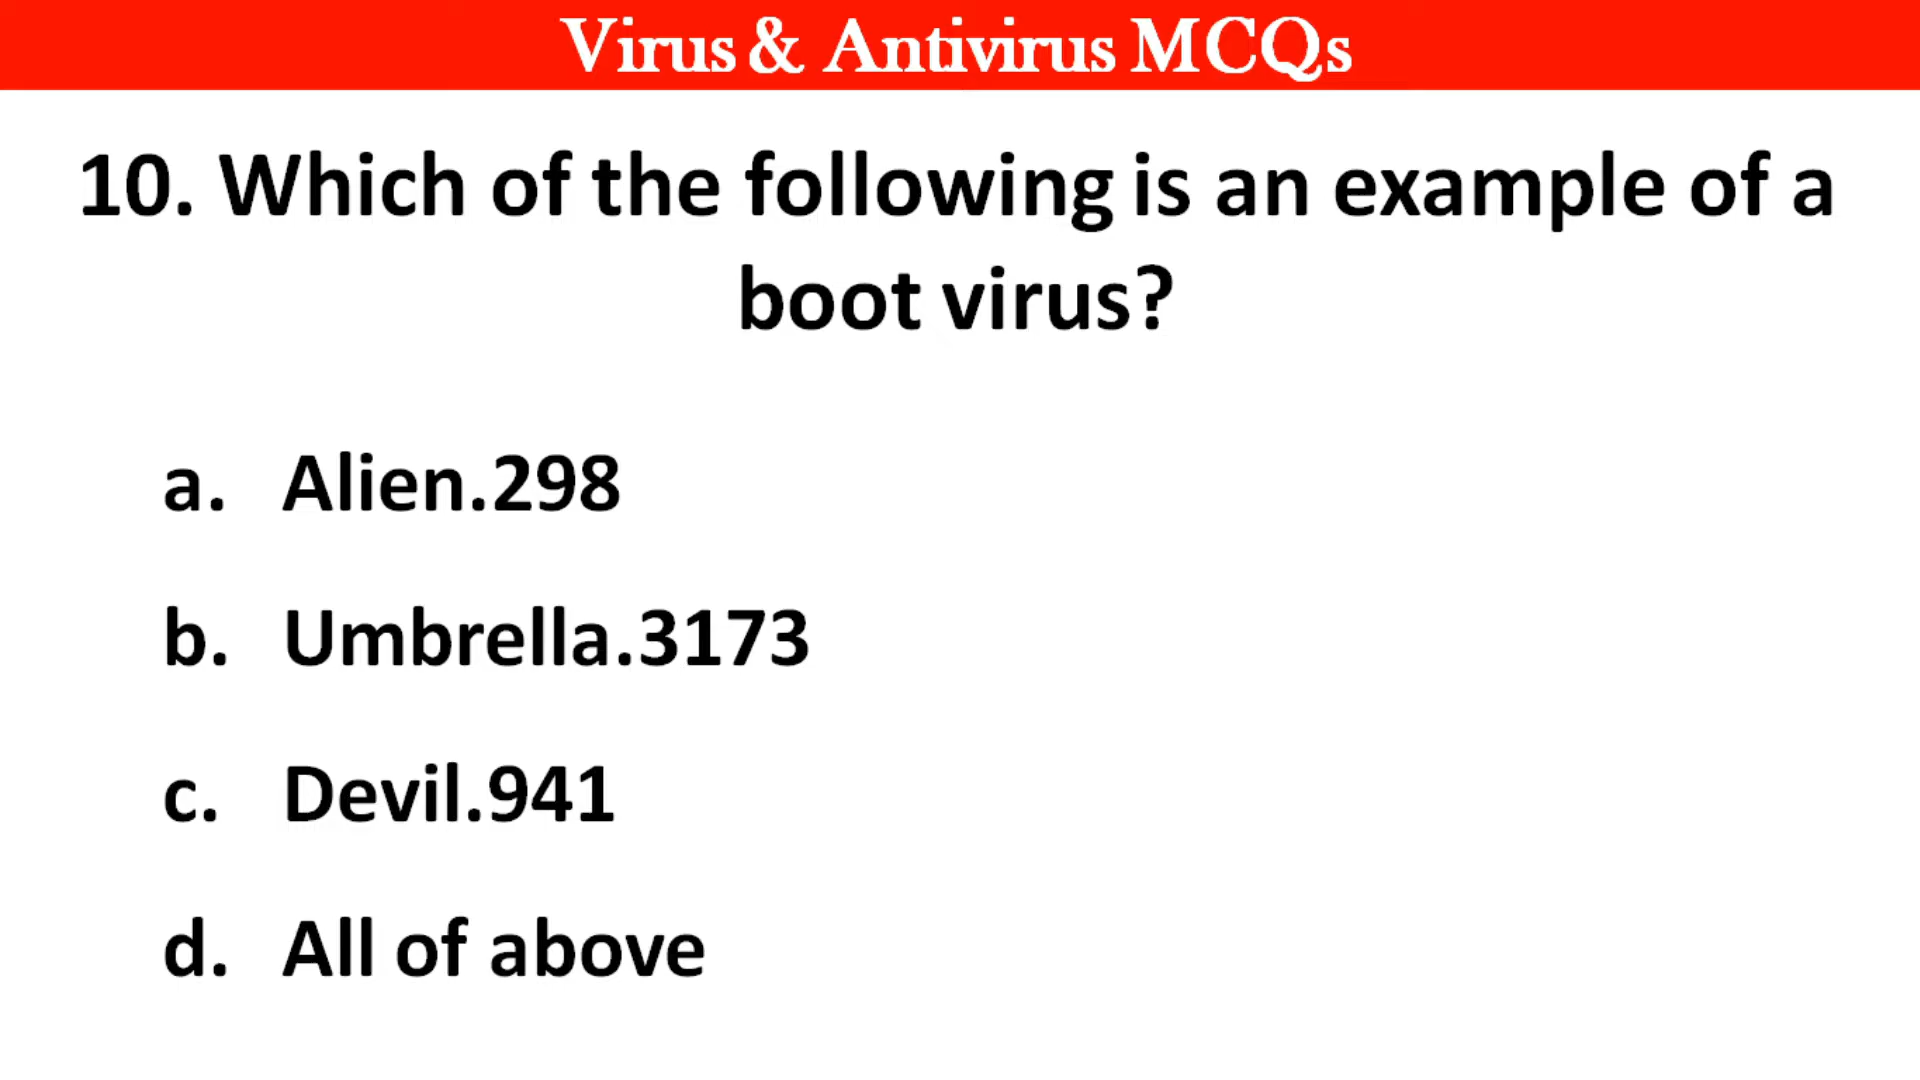 Virus & Antivirus MCQs
10. Which of the following is an example of a
boot virus?
a. Alien.298
b. Umbrella.3173
c. Devil.941
d. All of above